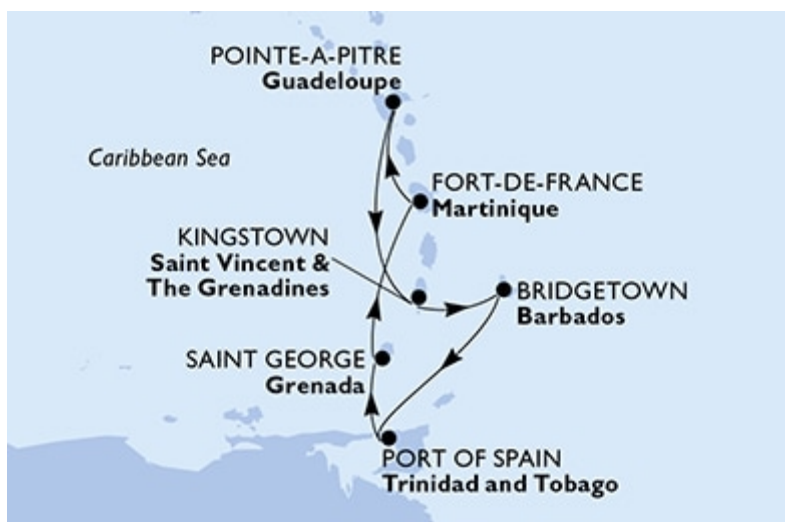 POINTE-A-PITRE
Guadeloupe
Caribbean Sea
FORT-DE-FRANCE
Martinique
KINGSTOWN
Saint Vincent &
The Grenadines
BRIDGETOWN
Barbados
SAINT GEORGE
Grenada
PORT OF SPAIN
Trinidad and Tobago